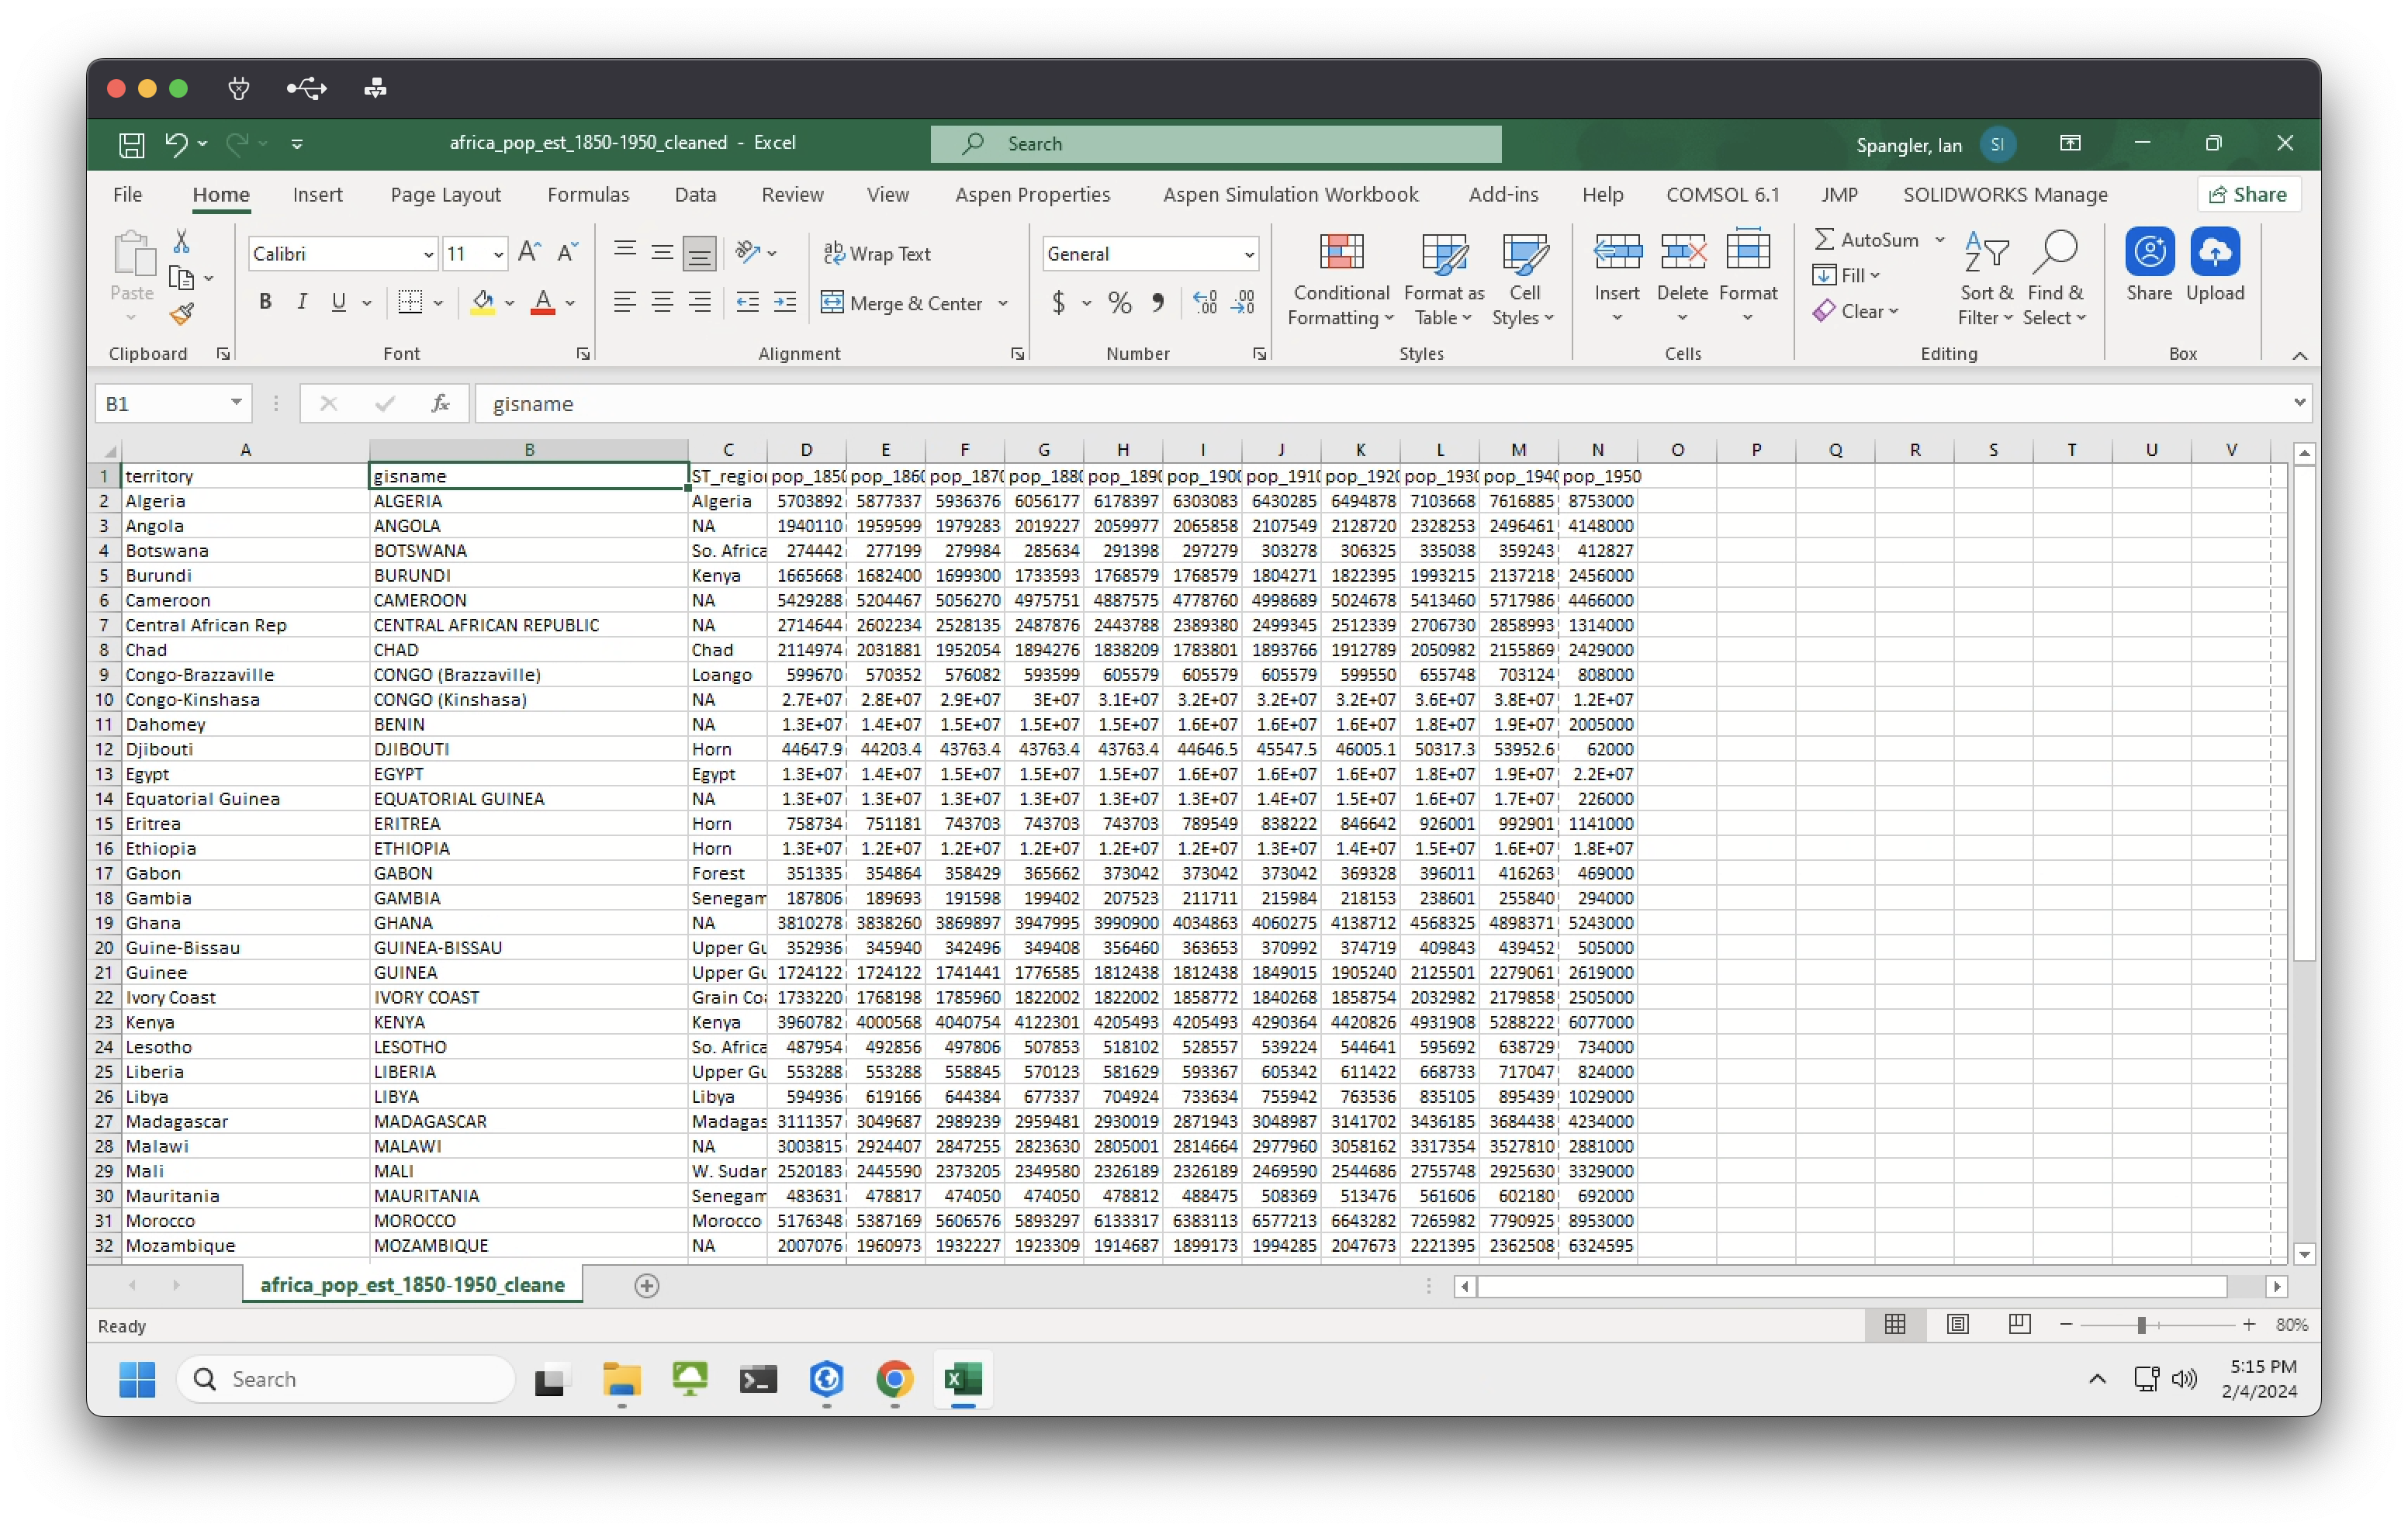 africa_pop_est_1850-1950_cleaned - Excel
Search
Spangler, Ian
SI
File Home Insert Page Layout Formulas Data Review View Aspen Properties Aspen Simulation Workbook Add-ins Help COMSOL 6.1 JMP SOLIDWORKS Manage Share
Paste
Calibri 11
Wrap Text
General
Merge & Center
Conditional Formatting
Format as Table
Cell Styles
Insert Delete Format
AutoSum
Fill
Clear
Sort & Filter
Find & Select
Share Upload
Clipboard Font Alignment Number Styles Cells Editing Box
B1 fx gisname
A B C D E F G H I J K L M N O P Q R S T U V
1 territory gisname ST_region pop_1850 pop_1860 pop_1870 pop_1880 pop_1890 pop_1900 pop_1910 pop_1920 pop_1930 pop_1940 pop_1950
2 Algeria ALGERIA Algeria 5703892 5877337 5936376 6056177 6178397 6303083 6430285 6494878 7103668 7616885 8753000
3 Angola ANGOLA NA 1940110 1959599 1979283 2019227 2059977 2065858 2107549 2128720 2328253 2496461 4148000
4 Botswana BOTSWANA So. Africa 274442 277199 279984 285634 291398 297279 303278 306325 335038 359243 412827
5 Burundi BURUNDI Kenya 1665668 1682400 1699300 1733593 1768579 1768579 1804271 1822395 1993215 2137218 2456000
6 Cameroon CAMEROON NA 5429288 5204467 5056270 4975751 4887575 4778760 4998689 5024678 5413460 5717986 4466000
7 Central African Rep CENTRAL AFRICAN REPUBLIC NA 2714644 2602234 2528135 2487876 2443788 2389380 2499345 2512339 2706730 2858993 1314000
8 Chad CHAD Chad 2114974 2031881 1952054 1894276 1838209 1783801 1893766 1912789 2050982 2155869 2429000
9 Congo-Brazzaville CONGO (Brazzaville) Loango 599670 570352 576082 593599 605579 605579 605579 599550 655748 703124 808000
10 Congo-Kinshasa CONGO (Kinshasa) NA 2.7E+07 2.8E+07 2.9E+07 3E+07 3.1E+07 3.2E+07 3.2E+07 3.2E+07 3.6E+07 3.8E+07 1.2E+07
11 Dahomey BENIN NA 1.3E+07 1.4E+07 1.5E+07 1.5E+07 1.5E+07 1.6E+07 1.6E+07 1.6E+07 1.8E+07 1.9E+07 2005000
12 Djibouti DJIBOUTI Horn 44647.9 44203.4 43763.4 43763.4 43763.4 44646.5 45547.5 46005.1 50317.3 53952.6 62000
13 Egypt EGYPT Egypt 1.3E+07 1.4E+07 1.5E+07 1.5E+07 1.5E+07 1.6E+07 1.6E+07 1.6E+07 1.8E+07 1.9E+07 2.2E+07
14 Equatorial Guinea EQUATORIAL GUINEA NA 1.3E+07 1.3E+07 1.3E+07 1.3E+07 1.3E+07 1.3E+07 1.4E+07 1.5E+07 1.6E+07 1.7E+07 226000
15 Eritrea ERITREA Horn 758734 751181 743703 743703 743703 789549 838222 846642 926001 992901 1141000
16 Ethiopia ETHIOPIA Horn 1.3E+07 1.2E+07 1.2E+07 1.2E+07 1.2E+07 1.2E+07 1.3E+07 1.4E+07 1.5E+07 1.6E+07 1.8E+07
17 Gabon GABON Forest 351335 354864 358429 365662 373042 373042 373042 369328 396011 416263 469000
18 Gambia GAMBIA Senegam 187806 189693 191598 199402 207523 211711 215984 218153 238601 255840 294000
19 Ghana GHANA NA 3810278 3838260 3869897 3947995 3990900 4034863 4060275 4138712 4568325 4898371 5243000
20 Guine-Bissau GUINEA-BISSAU Upper Gu 352936 345940 342496 349408 356460 363653 370992 374719 409843 439452 505000
21 Guinee GUINEA Upper Gu 1724122 1724122 1741441 1776585 1812438 1812438 1849015 1905240 2125501 2279061 2619000
22 Ivory Coast IVORY COAST Grain Coa 1733220 1768198 1785960 1822002 1822002 1858772 1840268 1858754 2032982 2179858 2505000
23 Kenya KENYA Kenya 3960782 4000568 4040754 4122301 4205493 4205493 4290364 4420826 4931908 5288222 6077000
24 Lesotho LESOTHO So. Africa 487954 492856 497806 507853 518102 528557 539224 544641 595692 638729 734000
25 Liberia LIBERIA Upper Gu 553288 553288 558845 570123 581629 593367 605342 611422 668733 717047 824000
26 Libya LIBYA Libya 594936 619166 644384 677337 704924 733634 755942 763536 835105 895439 1029000
27 Madagascar MADAGASCAR Madagas 3111357 3049687 2989239 2959481 2930019 2871943 3048987 3141702 3436185 3684438 4234000
28 Malawi MALAWI NA 3003815 2924407 2847255 2823630 2805001 2814664 2977960 3058162 3317354 3527810 2881000
29 Mali MALI W. Sudan 2520183 2445590 2373205 2349580 2326189 2326189 2469590 2544686 2755748 2925630 3329000
30 Mauritania MAURITANIA Senegam 483631 478817 474050 474050 478812 488475 508369 513476 561606 602180 692000
31 Morocco MOROCCO Morocco 5176348 5387169 5606576 5893297 6133317 6383113 6577213 6643282 7265982 7790925 8953000
32 Mozambique MOZAMBIQUE NA 2007076 1960973 1932227 1923309 1914687 1899173 1994285 2047673 2221395 2362508 6324595
africa_pop_est_1850-1950_cleane
Ready
80%
Search
5:15 PM
2/4/2024